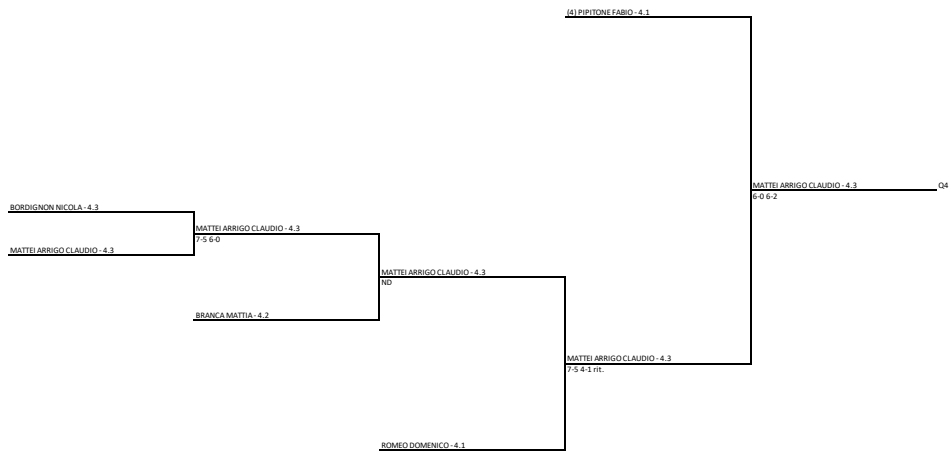 (4) PIPITONE FABIO - 4.1
MATTEI ARRIGO CLAUDIO - 4.3
Q4
6-0 6-2
BORDIGNON NICOLA - 4.3
MATTEI ARRIGO CLAUDIO - 4.3
7-5 6-0
MATTEI ARRIGO CLAUDIO - 4.3
MATTEI ARRIGO CLAUDIO - 4.3
ND
BRANCA MATTIA - 4.2
MATTEI ARRIGO CLAUDIO - 4.3
7-5 4-1 rit.
ROMEO DOMENICO - 4.1